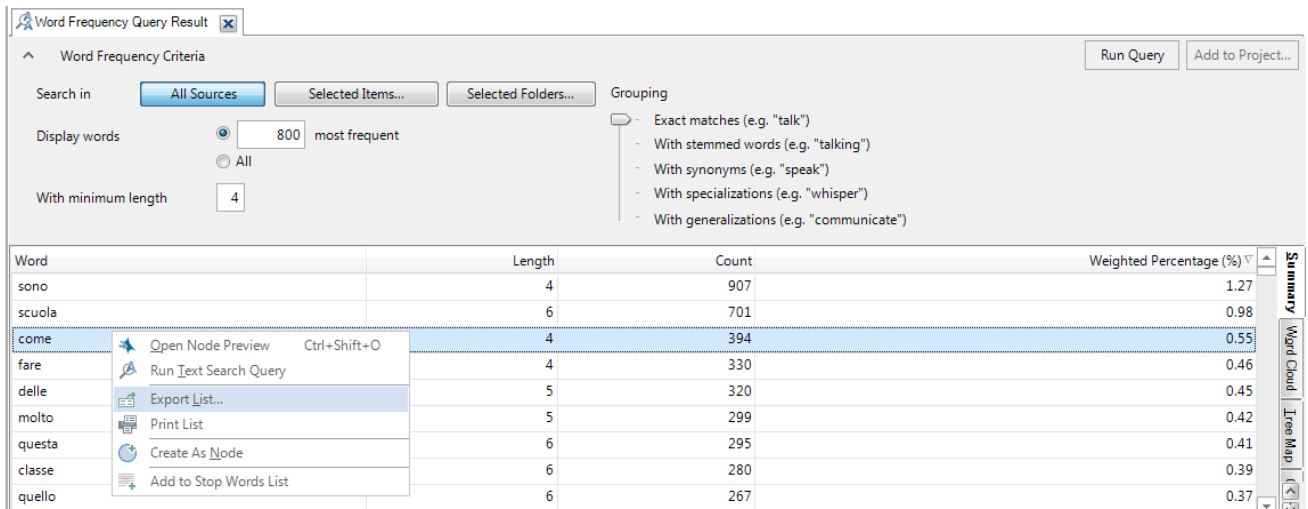 Word Frequency Query Result
Word Frequency Criteria
Run Query Add to Project...
Search in All Sources Selected Items... Selected Folders... Grouping
Exact matches (e.g. "talk")
Display words 800 most frequent
With stemmed words (e.g. "talking")
All
With synonyms (e.g. "speak")
With minimum length 4
With specializations (e.g. "whisper")
With generalizations (e.g. "communicate")
Word Length Count Weighted Percentage (%)
sono 4 907 1.27
scuola 6 701 0.98
come 4 394 0.55
fare 4 330 0.46
delle 5 320 0.45
molto 5 299 0.42
questa 6 295 0.41
classe 6 280 0.39
quello 6 267 0.37
Open Node Preview Ctrl+Shift+O
Run Text Search Query
Export List...
Print List
Create As Node
Add to Stop Words List
Summary
Word Cloud
Tree Map